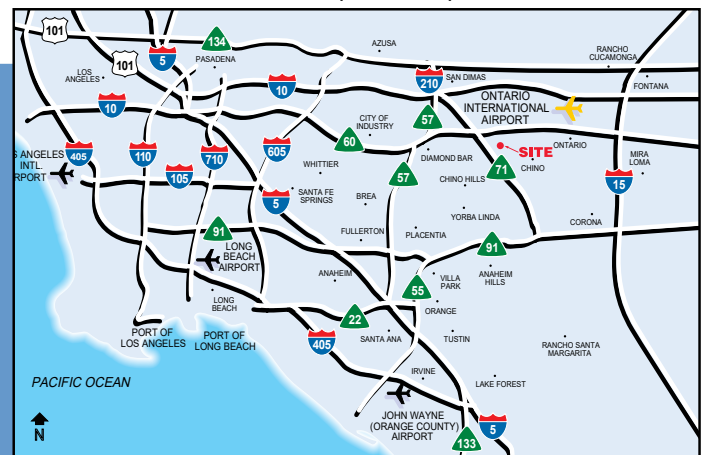 101
134
5
PASADENA
101
AZUSA
RANCHO
CUCAMONGA
LOS
ANGELES
10
210
SAN DIMAS
FONTANA
10
ONTARIO
INTERNATIONAL
AIRPORT
57
CITY OF
INDUSTRY
60
405
110
710
605
S ANGELES
INTL.
RPORT
105
WHITTIER
DIAMOND BAR
SITE
ONTARIO
CHINO
71
MIRA
LOMA
15
57
CHINO HILLS
SANTA FE
SPRINGS
5
BREA
YORBA LINDA
CORONA
91
FULLERTON
PLACENTIA
91
LONG
BEACH
AIRPORT
ANAHEIM
VILLA
PARK
ANAHEIM
HILLS
55
LONG
BEACH
ORANGE
22
PORT OF
LOS ANGELES
PORT OF
LONG BEACH
405
SANTA ANA
TUSTIN
RANCHO SANTA
MARGARITA
PACIFIC OCEAN
IRVINE
LAKE FOREST
JOHN WAYNE
(ORANGE COUNTY)
AIRPORT
5
133
N